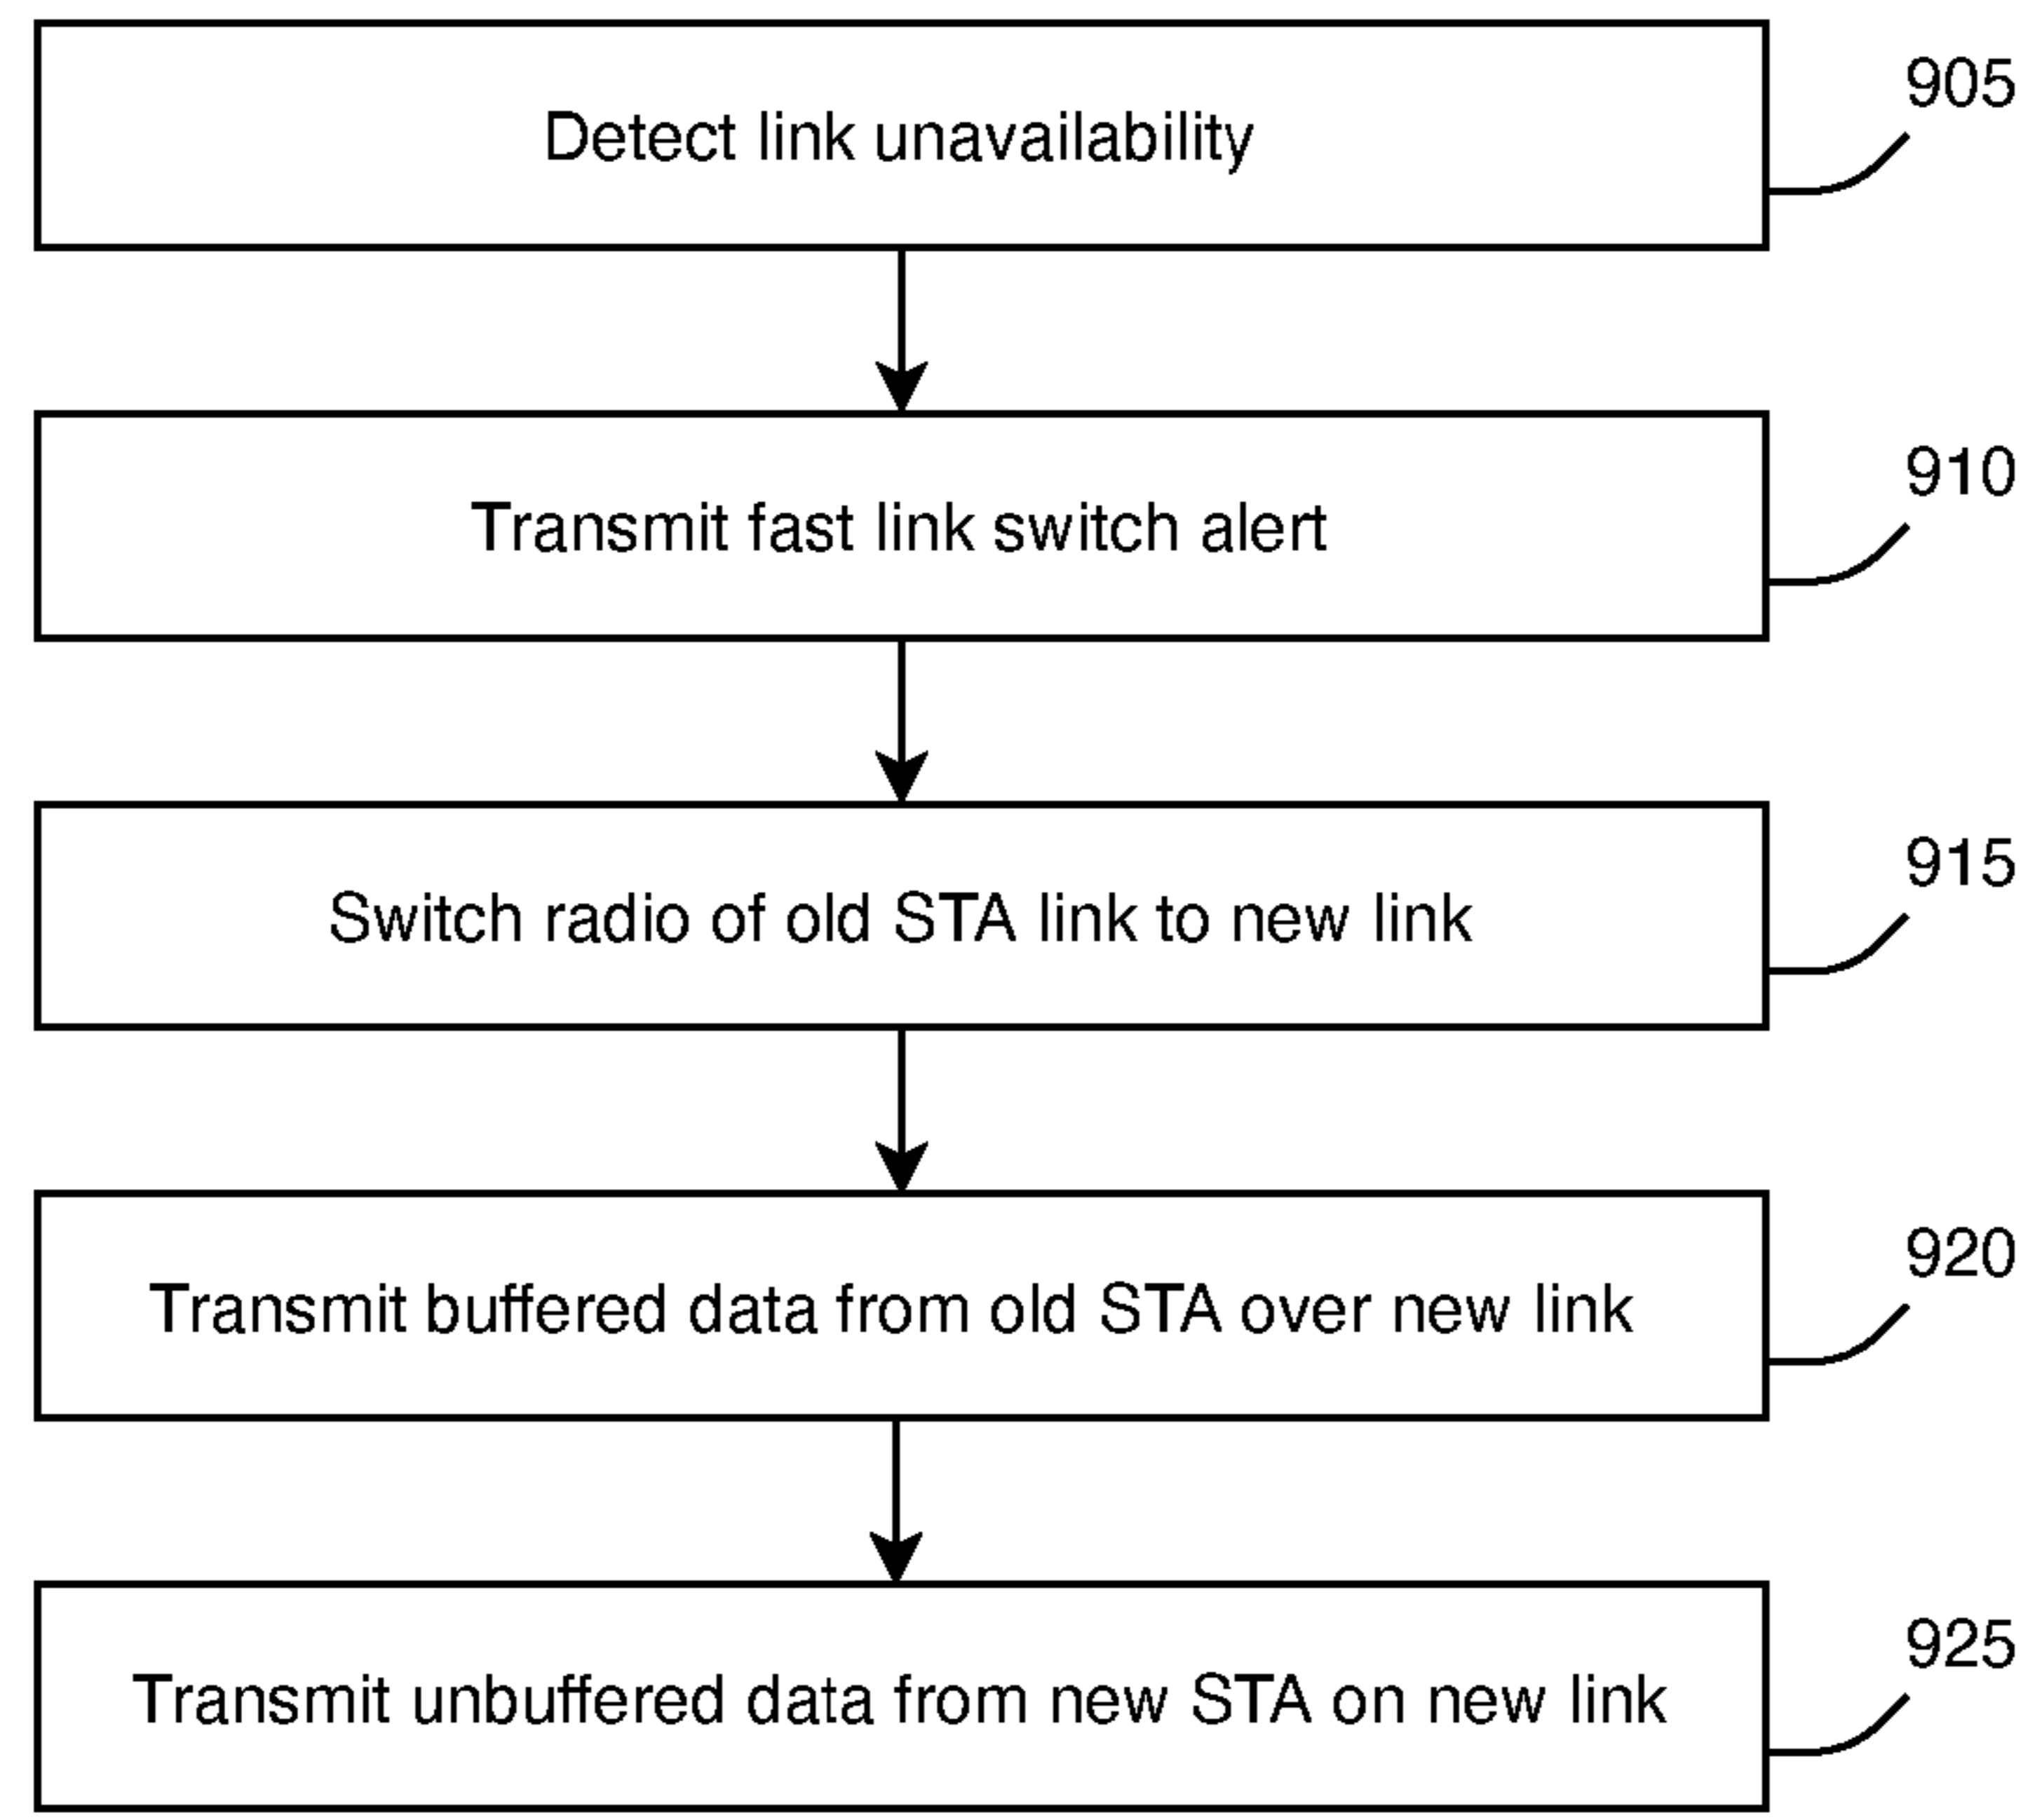 Detect link unavailability
905
Transmit fast link switch alert
910
Switch radio of old STA link to new link
915
Transmit buffered data from old STA over new link
920
Transmit unbuffered data from new STA on new link
925